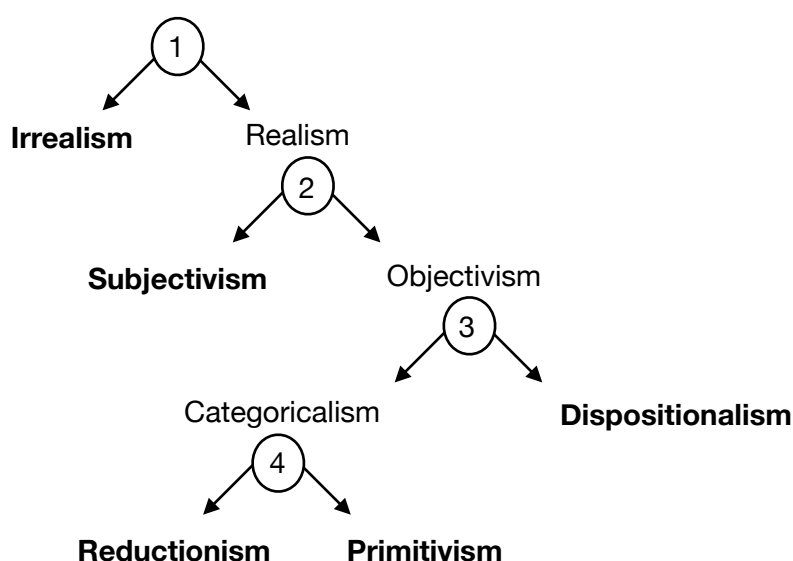 1
Irrealism
Realism
2
Subjectivism
Objectivism
3
Categoricalism
Dispositionalism
4
Reductionism
Primitivism